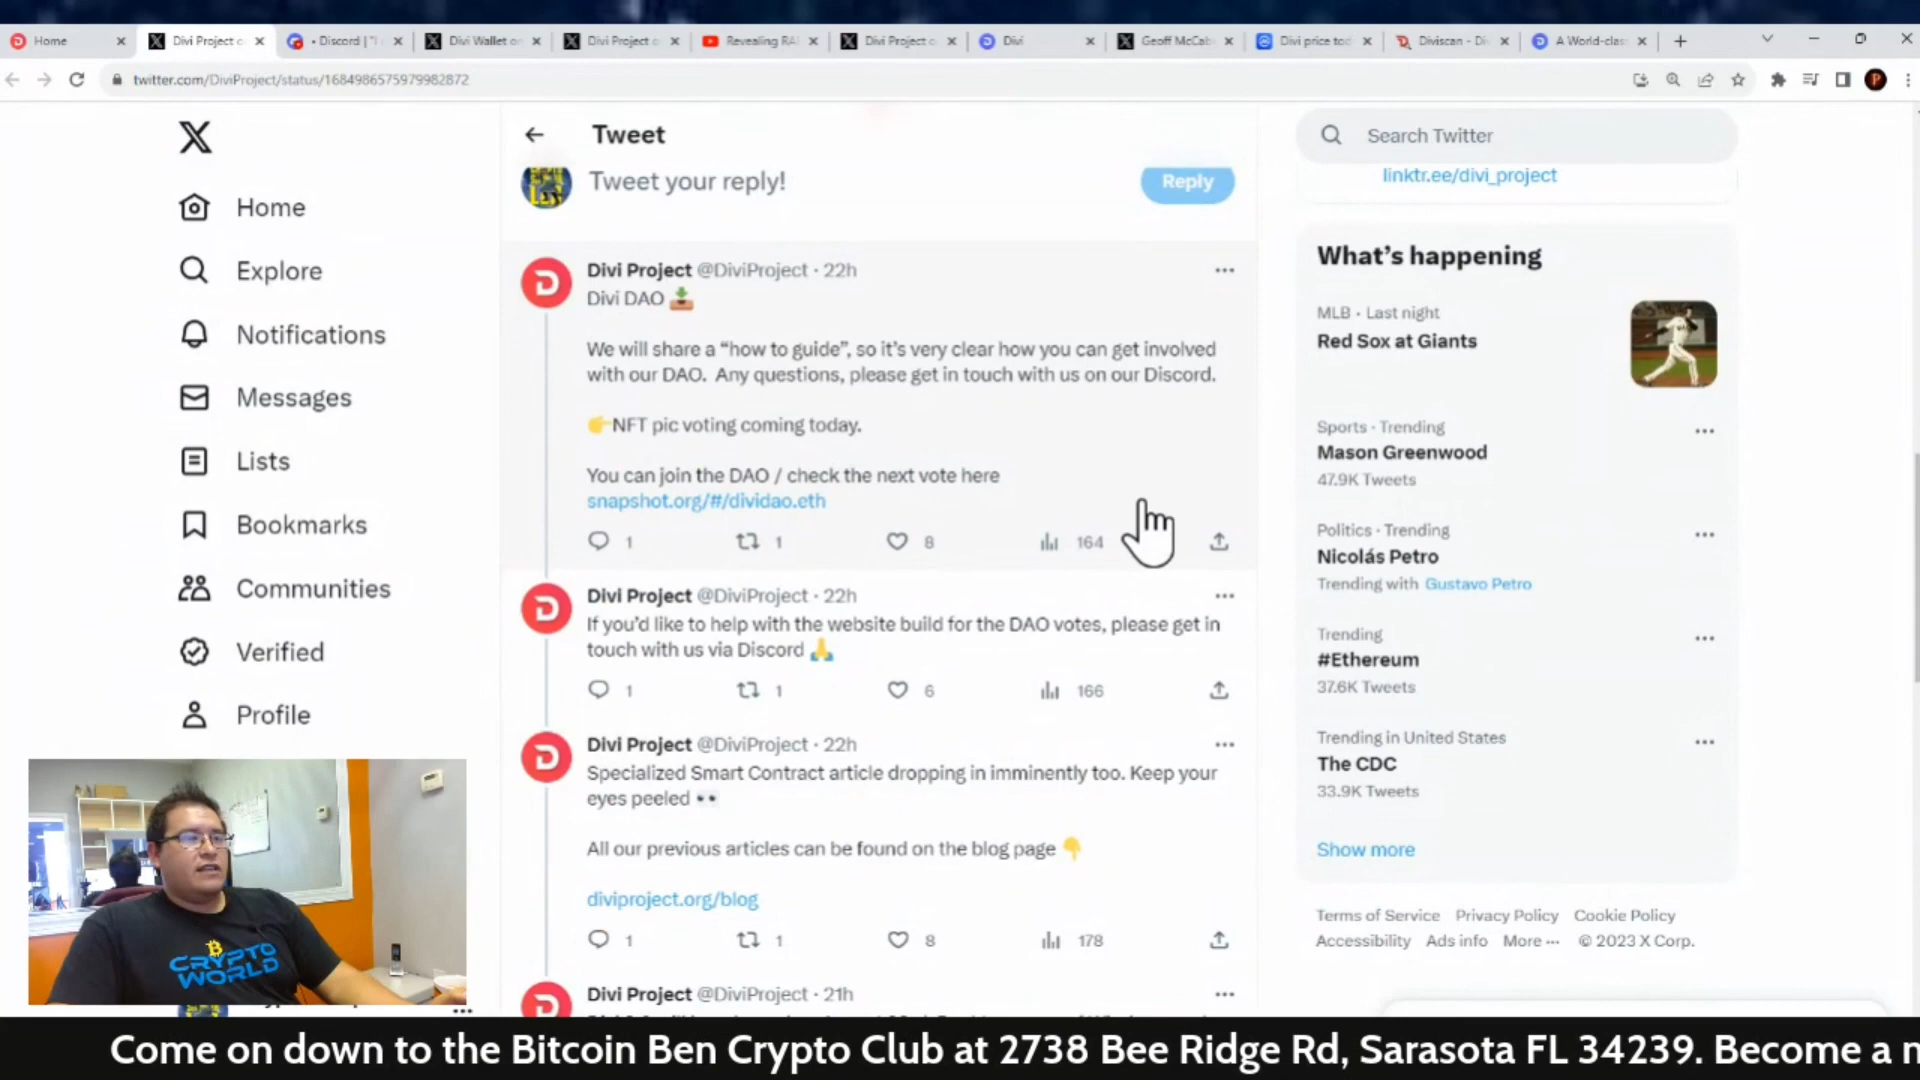 Home
Divi Project o
Discord | "I
Divi Wallet on
Divi Project o
Revealing RA
Divi Project o
Divi
Geoff McCab
Divi price tod
Diviscan - Div
A World-clas
twitter.com/DiviProject/status/1684986575979982872
Home
Explore
Notifications
Messages
Lists
Bookmarks
Communities
Verified
Profile
Tweet
Tweet your reply!
Reply
Divi Project @DiviProject · 22h
Divi DAO
We will share a “how to guide”, so it’s very clear how you can get involved
with our DAO. Any questions, please get in touch with us on our Discord.
NFT pic voting coming today.
You can join the DAO / check the next vote here
snapshot.org/#/dividao.eth
1 1 8 164
Divi Project @DiviProject · 22h
If you’d like to help with the website build for the DAO votes, please get in
touch with us via Discord
1 1 6 166
Divi Project @DiviProject · 22h
Specialized Smart Contract article dropping in imminently too. Keep your
eyes peeled
All our previous articles can be found on the blog page
diviproject.org/blog
1 1 8 178
Divi Project @DiviProject · 21h
Search Twitter
linktr.ee/divi_project
What’s happening
MLB · Last night
Red Sox at Giants
Sports · Trending
Mason Greenwood
47.9K Tweets
Politics · Trending
Nicolás Petro
Trending with Gustavo Petro
Trending
#Ethereum
37.6K Tweets
Trending in United States
The CDC
33.9K Tweets
Show more
Terms of Service Privacy Policy Cookie Policy
Accessibility Ads info More ··· © 2023 X Corp.
CRYPTO
WORLD
Come on down to the Bitcoin Ben Crypto Club at 2738 Bee Ridge Rd, Sarasota FL 34239. Become a